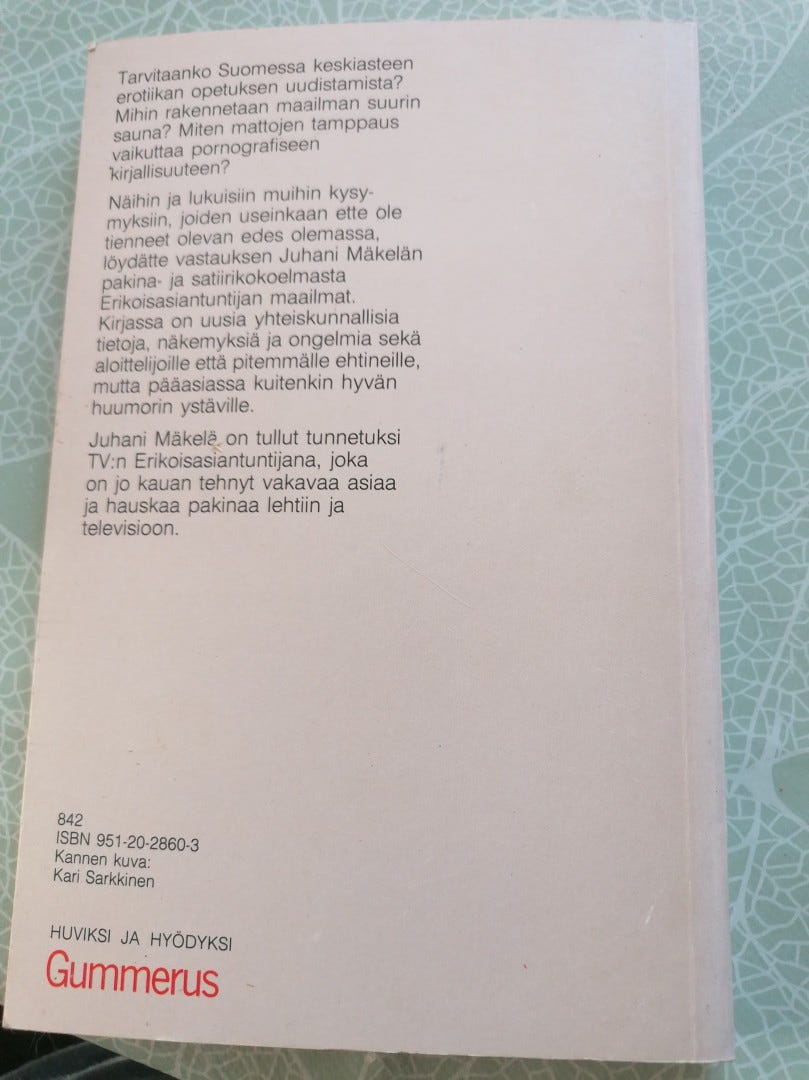 Tarvitaanko Suomessa keskiasteen
erotiikan opetuksen uudistamista?
Mihin rakennetaan maailman suurin
sauna? Miten mattojen tamppaus
vaikuttaa pornografiseen
kirjallisuuteen?
Näihin ja lukuisiin muihin kysy-
myksiin, joiden useinkaan ette ole
tienneet olevan edes olemassa,
löydätte vastauksen Juhani Mäkelän
pakina- ja satiirikokoelmasta
Erikoisasiantuntijan maailmat.
Kirjassa on uusia yhteiskunnallisia
tietoja, näkemyksiä ja ongelmia sekä
aloittelijoille että pitemmälle ehtineille,
mutta pääasiassa kuitenkin hyvän
huumorin ystäville.
Juhani Mäkelä on tullut tunnetuksi
TV:n Erikoisasiantuntijana, joka
on jo kauan tehnyt vakavaa asiaa
ja hauskaa pakinaa lehtiin ja
televisioon.
842
ISBN 951-20-2860-3
Kannen kuva:
Kari Sarkkinen
HUVIKSI JA HYÖDYKSI
Gummerus